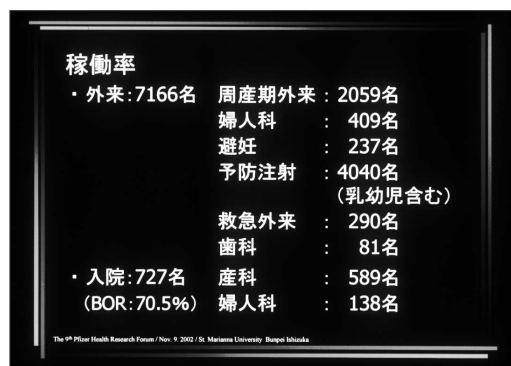 稼働率
・外来:7166名 周産期外来:2059名
婦人科 : 409名
避妊 : 237名
予防注射 :4040名
(乳幼児含む)
救急外来 : 290名
歯科 : 81名
・入院:727名 産科 : 589名
(BOR:70.5%) 婦人科 : 138名
The 9th Pfizer Health Research Forum / Nov. 9. 2002 / St. Marianna University Bunpei Ishizuka